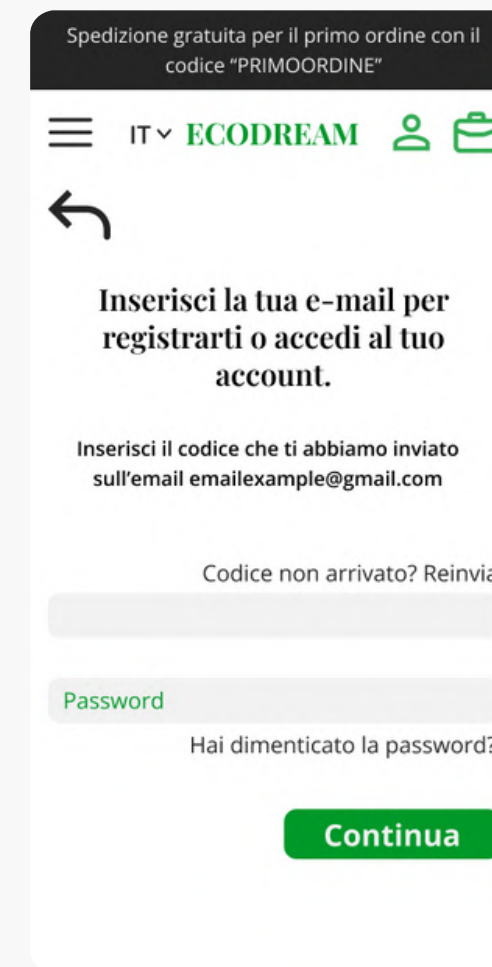 Spedizione gratuita per il primo ordine con il
codice “PRIMOORDINE”
IT ECODREAM
Inserisci la tua e-mail per
registrarti o accedi al tuo
account.
Inserisci il codice che ti abbiamo inviato
sull’email emailexample@gmail.com
Codice non arrivato? Reinvia
Password
Hai dimenticato la password?
Continua